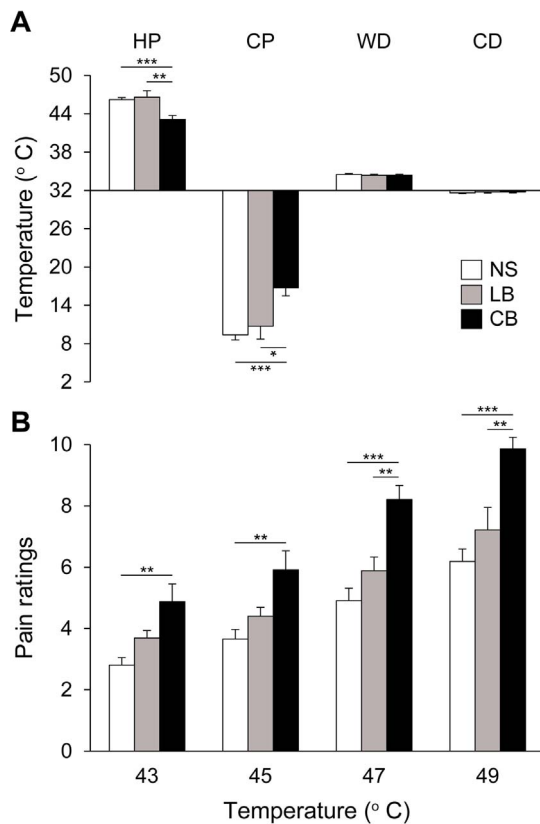 A
HP CP WD CD
*** 
**
50
44
38
32
26
20
14
8
2
Temperature (° C)
*
***
NS
LB
CB
B
10
8
6
4
2
0
Pain ratings
**
**
***
**
***
**
43 45 47 49
Temperature (° C)